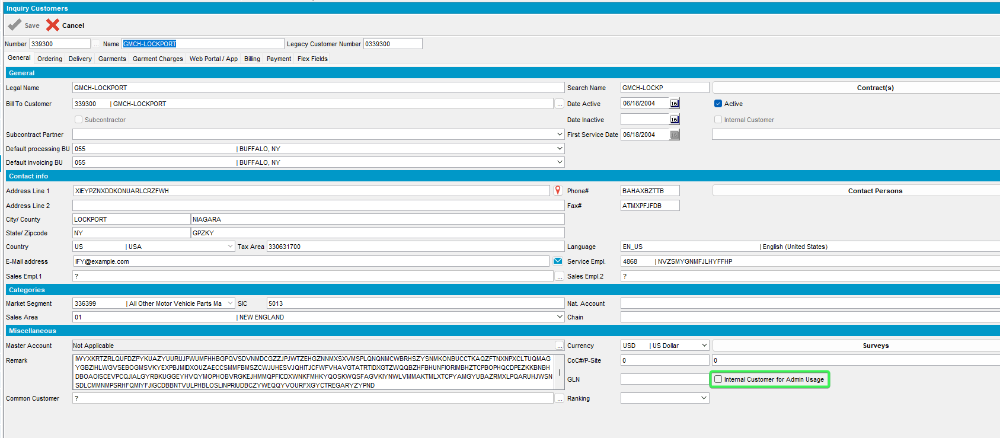 Inquiry Customers
Save Cancel
Number 339300 ... Name GMCH-LOCKPORT Legacy Customer Number 0339300
General Ordering Delivery Garments Garment Charges Web Portal / App Billing Payment Flex Fields
General
Legal Name GMCH-LOCKPORT Search Name GMCH-LOCKP Contract(s)
Bill To Customer 339300 | GMCH-LOCKPORT ... Date Active 06/18/2004 16 Active
Subcontractor Date Inactive 16 Internal Customer
Subcontract Partner First Service Date 06/18/2004 16
Default processing BU 055 | BUFFALO, NY
Default invoicing BU 055 | BUFFALO, NY
Contact info
Address Line 1 XIEYPZNXDDKONUARLCRZFWH Phone# BAHAXBZTTB Contact Persons
Address Line 2 Fax# ATMXPFJFDB
City/ County LOCKPORT NIAGARA
State/ Zipcode NY GPZKY
Country US | USA Tax Area 330631700 Language EN_US | English (United States)
E-Mail address IFY@example.com Service Empl. 4868 | NVZSMYGNMFJLHYFFHP
Sales Empl.1 ? ... Sales Empl.2 ?
Categories
Market Segment 336399 | All Other Motor Vehicle Parts Ma SIC 5013 Nat. Account
Sales Area 01 | NEW ENGLAND Chain
Miscellaneous
Master Account Not Applicable ... Currency USD | US Dollar Surveys
Remark IWYXKRTZRLQUFDZPYKUAZYUURIJJPWUMFHHBGPQVSDVNMDCGZZJPJWTZEHGZNNMXSXVMSPLQNQNMCWBRHSZYSNMKONBUCCTKAQZFTNXNPXCLTUQMAG CoC#/P-Site 0 0
YGBZIHLWGVSEBOGMSVKYEXPBJMIDXOUZAECCSMMFBMSZCWJUHESVJQHITJCFWFVHAVGTATRTIDXGTZWQQBZHFBHUNFIORIMBHZTCPBOPHQCDPEZKKBNBH
DBOAOISCEVPCQJIALGYRBKUGGEYHVQYMOPHOBVRGKEJHMMQPFICDXWNKFMHKYQOSKWQSFAGVKIYNWLVMMAKTMLXTCPYAMGYUBAZRMXLPQARUHJWSN GLN Internal Customer for Admin Usage
SDLCMMNMPSRHFQMIYFJIGCDBBNTVULPHBLOSLINPRIUDBCZYWEQQYVOURFXGYCTREGARYZYPND
Common Customer ? ... Ranking